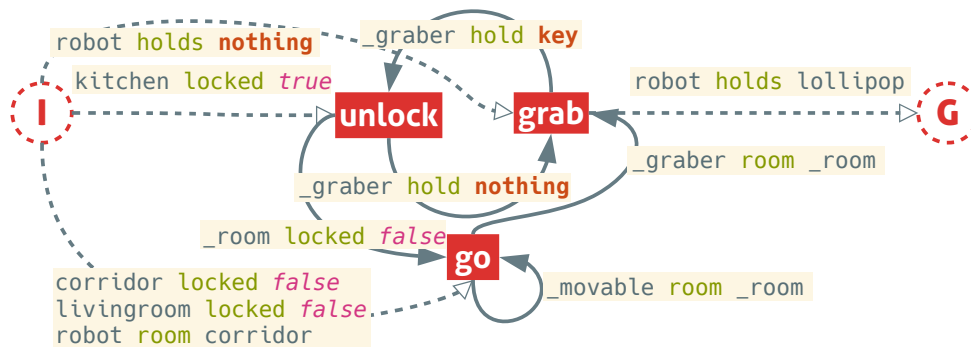 robot holds nothing
_graber hold key
kitchen locked true
robot holds lollipop
I
unlock
grab
G
_graber room _room
_graber hold nothing
_room locked false
go
corridor locked false
livingroom locked false
robot room corridor
_movable room _room